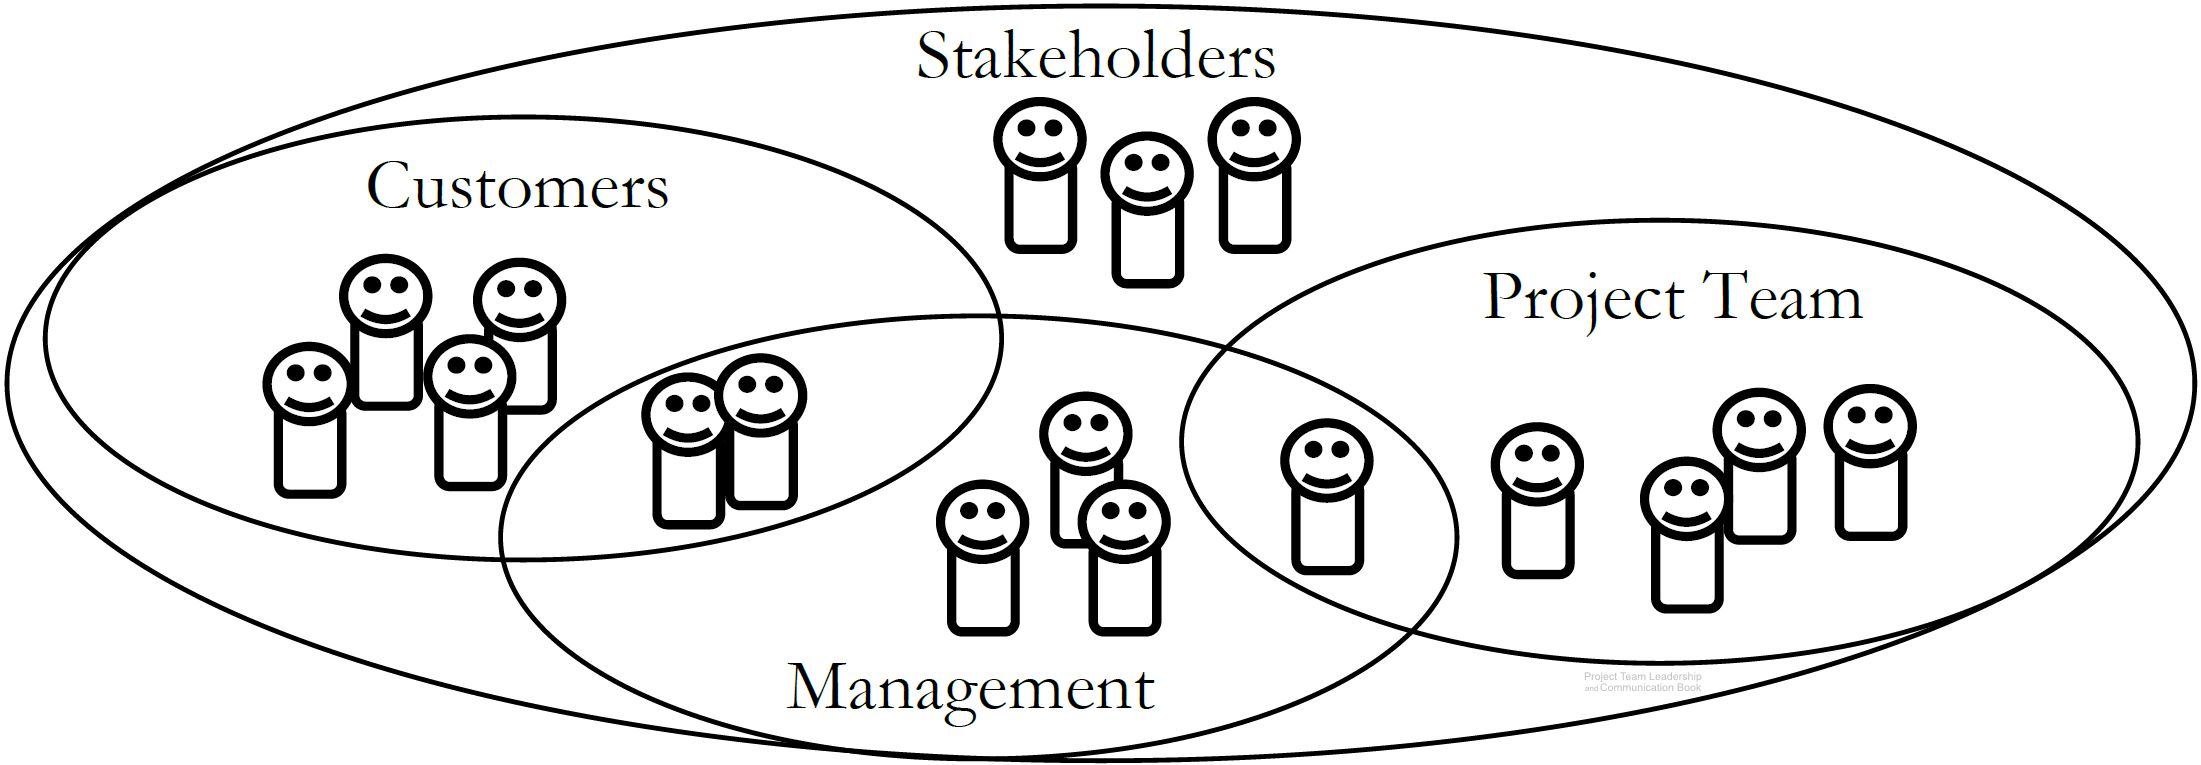 Stakeholders
Customers
Project Team
Management
Project Team Leadership
and Communication Book